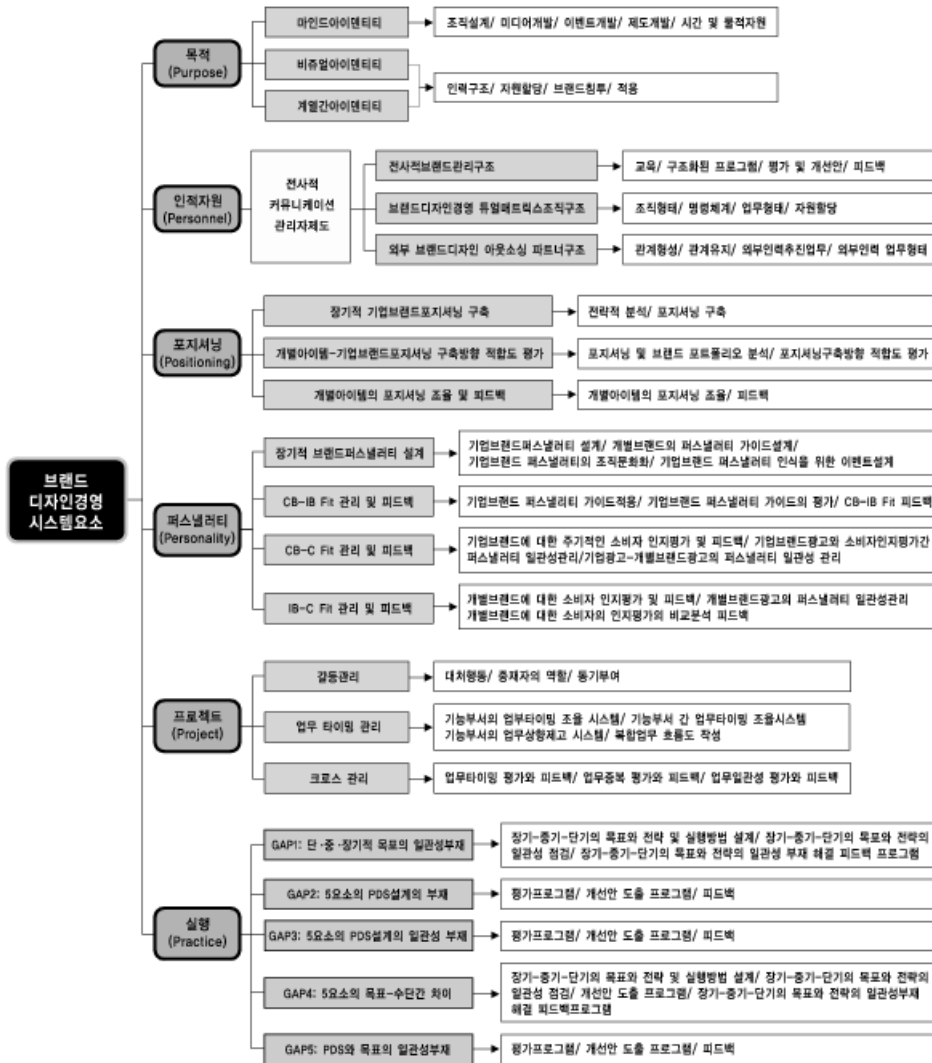 마인드아이덴티티
조직설계/ 미디어개발/ 이벤트개발/ 제도개발/ 시간 및 물적자원
목적
(Purpose)
비쥬얼아이덴티티
계열간아이덴티티
인력구조/ 자원할당/ 브랜드침투/ 적용
인적자원
(Personnel)
전사적
커뮤니케이션
관리자제도
전사적브랜드관리구조
교육/ 구조화된 프로그램/ 평가 및 개선안/ 피드백
브랜드디자인경영 듀얼매트릭스조직구조
조직형태/ 명령체계/ 업무형태/ 자원할당
외부 브랜드디자인 아웃소싱 파트너구조
관계형성/ 관계유지/ 외부인력추진업무/ 외부인력 업무형태
포지셔닝
(Positioning)
장기적 기업브랜드포지셔닝 구축
전략적 분석/ 포지셔닝 구축
개별아이템-기업브랜드포지셔닝 구축방향 적합도 평가
포지셔닝 및 브랜드 포트폴리오 분석/ 포지셔닝구축방향 적합도 평가
개별아이템의 포지셔닝 조율 및 피드백
개별아이템의 포지셔닝 조율/ 피드백
브랜드
디자인경영
시스템요소
퍼스낼러티
(Personality)
장기적 브랜드퍼스낼러티 설계
기업브랜드퍼스낼러티 설계/ 개별브랜드의 퍼스낼러티 가이드설계/
기업브랜드 퍼스낼러티의 조직문화화/ 기업브랜드 퍼스낼러티 인식을 위한 이벤트설계
CB-IB Fit 관리 및 피드백
기업브랜드 퍼스낼리티 가이드적용/ 기업브랜드 퍼스낼러티 가이드의 평가/ CB-IB Fit 피드백
CB-C Fit 관리 및 피드백
기업브랜드에 대한 주기적인 소비자 인지평가 및 피드백/ 기업브랜드광고와 소비자인지평가간
퍼스낼러티 일관성관리/기업광고-개별브랜드광고의 퍼스낼러티 일관성 관리
IB-C Fit 관리 및 피드백
개별브랜드에 대한 소비자 인지평가 및 피드백/ 개별브랜드광고의 퍼스낼러티 일관성관리
개별브랜드에 대한 소비자의 인지평가의 비교분석 피드백
프로젝트
(Project)
갈등관리
대처행동/ 중재자의 역할/ 동기부여
업무 타이밍 관리
기능부서의 업부타이밍 조율 시스템/ 기능부서 간 업무타이밍 조율시스템
기능부서의 업무상향제고 시스템/ 복합업무 흐름도 작성
크로스 관리
업무타이밍 평가와 피드백/ 업무중복 평가와 피드백/ 업무일관성 평가와 피드백
실행
(Practice)
GAP1: 단·중·장기적 목표의 일관성부재
장기-중기-단기의 목표와 전략 및 실행방법 설계/ 장기-중기-단기의 목포와 전략의
일관성 점검/ 장기-중기-단기의 목표와 전략의 일관성 부재 해결 피드백 프로그램
GAP2: 5요소의 PDS설계의 부재
평가프로그램/ 개선안 도출 프로그램/ 피드백
GAP3: 5요소의 PDS설계의 일관성 부재
평가프로그램/ 개선안 도출 프로그램/ 피드백
GAP4: 5요소의 목표-수단간 차이
장기-중기-단기의 목표와 전략 및 실행방법 설계/ 장기-중기-단기의 목포와 전략의
일관성 점검/ 개선안 도출 프로그램/ 장기-중기-단기의 목표와 전략의 일관성부재
해결 피드백프로그램
GAP5: PDS와 목표의 일관성부재
평가프로그램/ 개선안 도출 프로그램/ 피드백